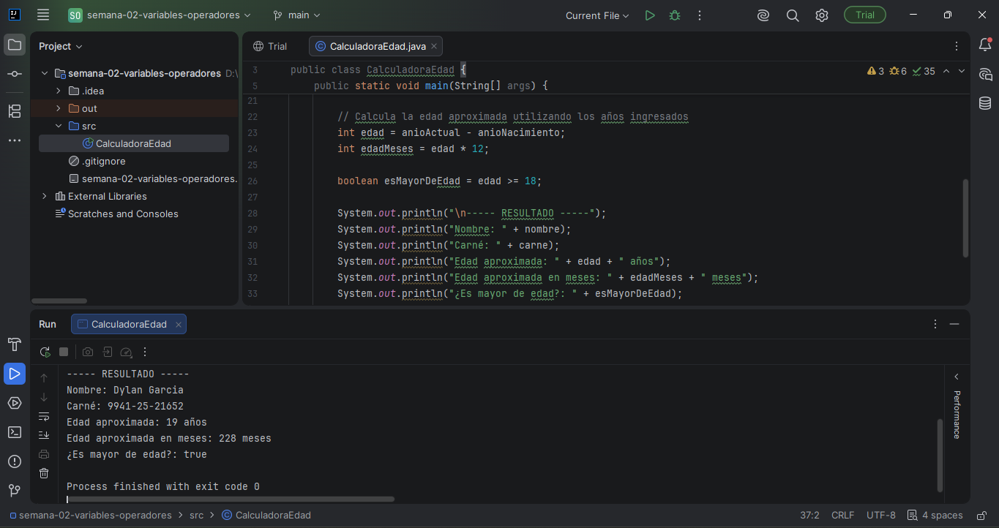 SO semana-02-variables-operadores main Current File Trial
Project
Trial CalculadoraEdad.java
semana-02-variables-operadores D:\
.idea
out
src
CalculadoraEdad
.gitignore
semana-02-variables-operadores.
External Libraries
Scratches and Consoles
3 6 35
3 public class CalculadoraEdad {
5 public static void main(String[] args) {
21
22 // Calcula la edad aproximada utilizando los años ingresados
23 int edad = anioActual - anioNacimiento;
24 int edadMeses = edad * 12;
25
26 boolean esMayorDeEdad = edad >= 18;
27
28 System.out.println("\n----- RESULTADO -----");
29 System.out.println("Nombre: " + nombre);
30 System.out.println("Carné: " + carne);
31 System.out.println("Edad aproximada: " + edad + " años");
32 System.out.println("Edad aproximada en meses: " + edadMeses + " meses");
33 System.out.println("¿Es mayor de edad?: " + esMayorDeEdad);
Run CalculadoraEdad
----- RESULTADO -----
Nombre: Dylan Garcia
Carné: 9941-25-21652
Edad aproximada: 19 años
Edad aproximada en meses: 228 meses
¿Es mayor de edad?: true
Process finished with exit code 0
Performance
semana-02-variables-operadores > src > CalculadoraEdad 37:2 CRLF UTF-8 4 spaces